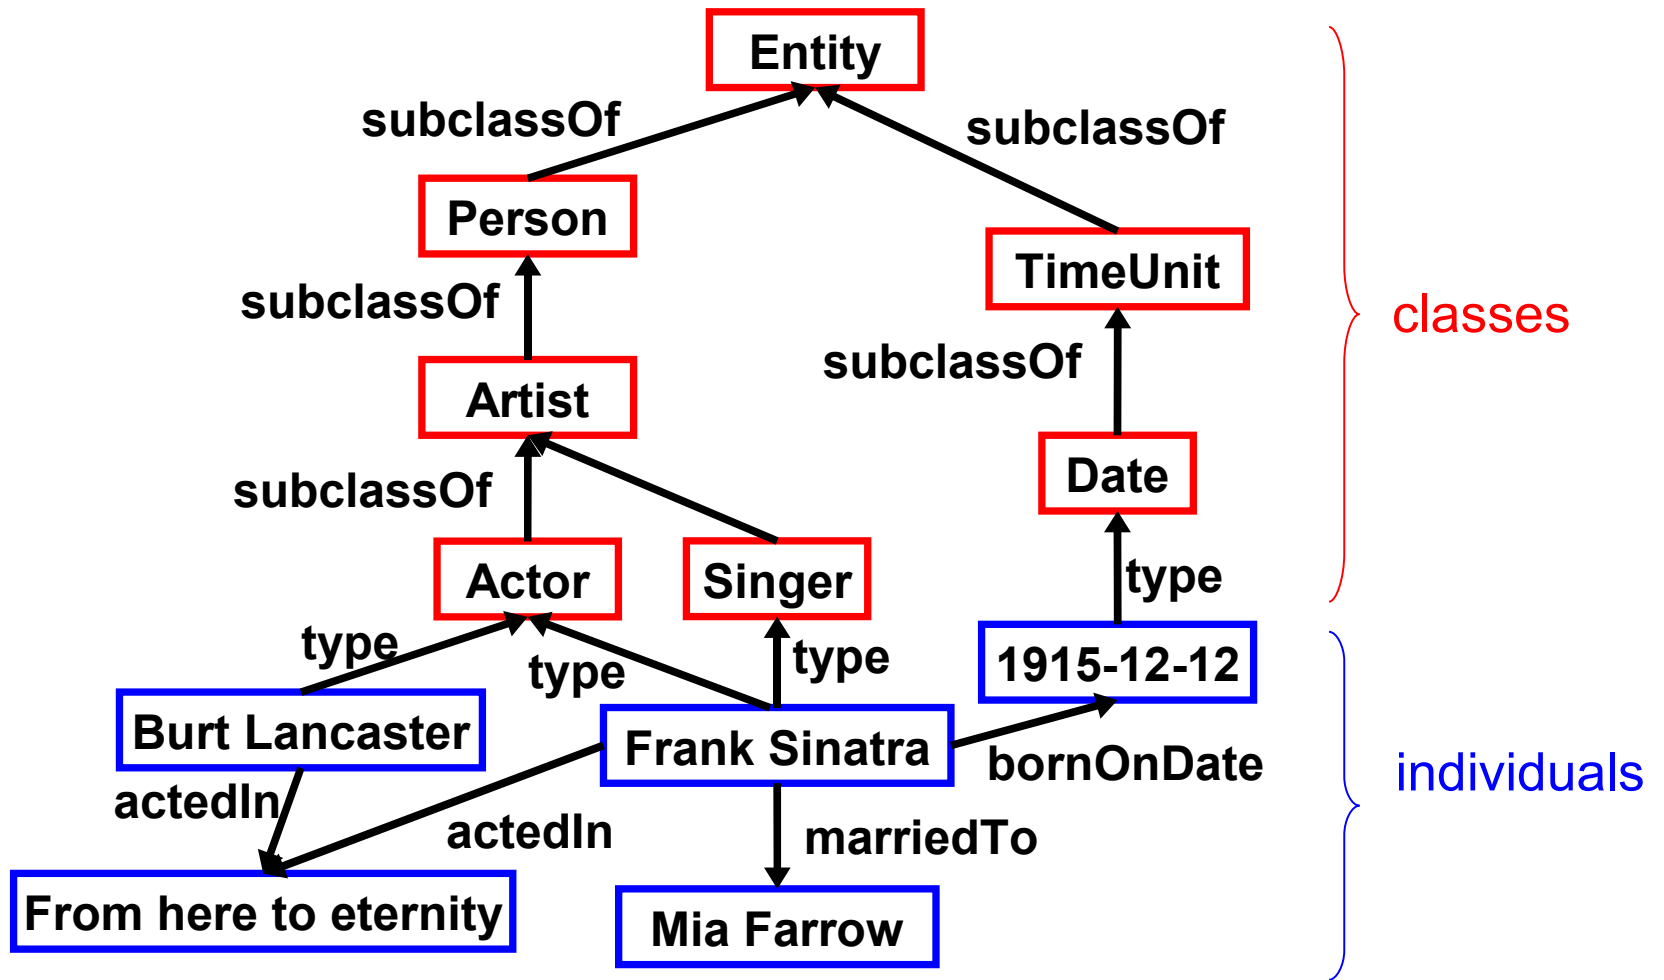 Entity
subclassOf
subclassOf
Person
TimeUnit
subclassOf
classes
subclassOf
Artist
Date
subclassOf
Actor
Singer
type
type
type
type
1915-12-12
Burt Lancaster
Frank Sinatra
bornOnDate
individuals
actedIn
actedIn
marriedTo
From here to eternity
Mia Farrow